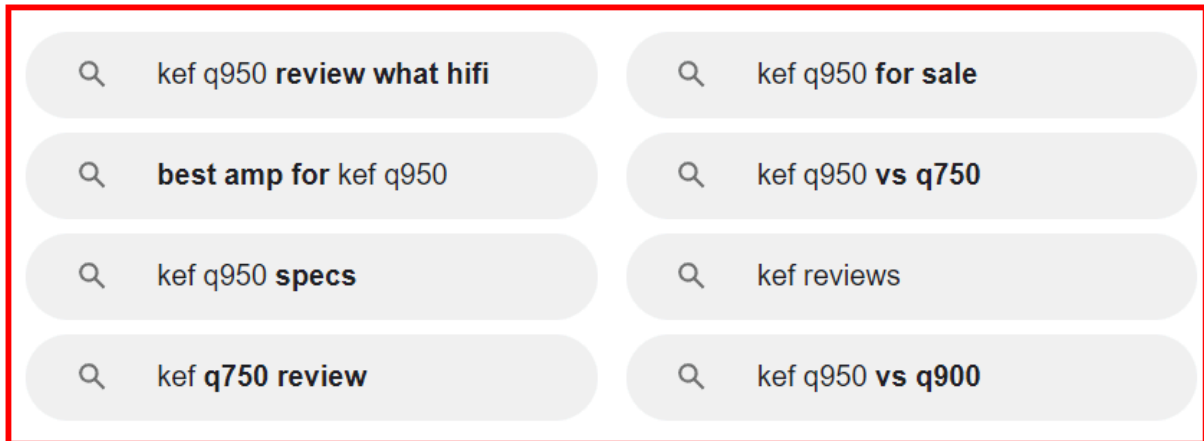 kef q950 review what hifi
kef q950 for sale
best amp for kef q950
kef q950 vs q750
kef q950 specs
kef reviews
kef q750 review
kef q950 vs q900